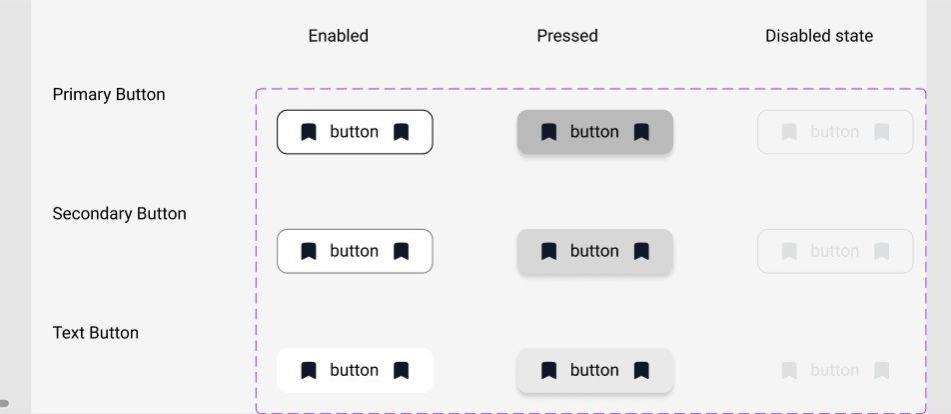 Enabled Pressed Disabled state
Primary Button
button button button
Secondary Button
button button button
Text Button
button button button